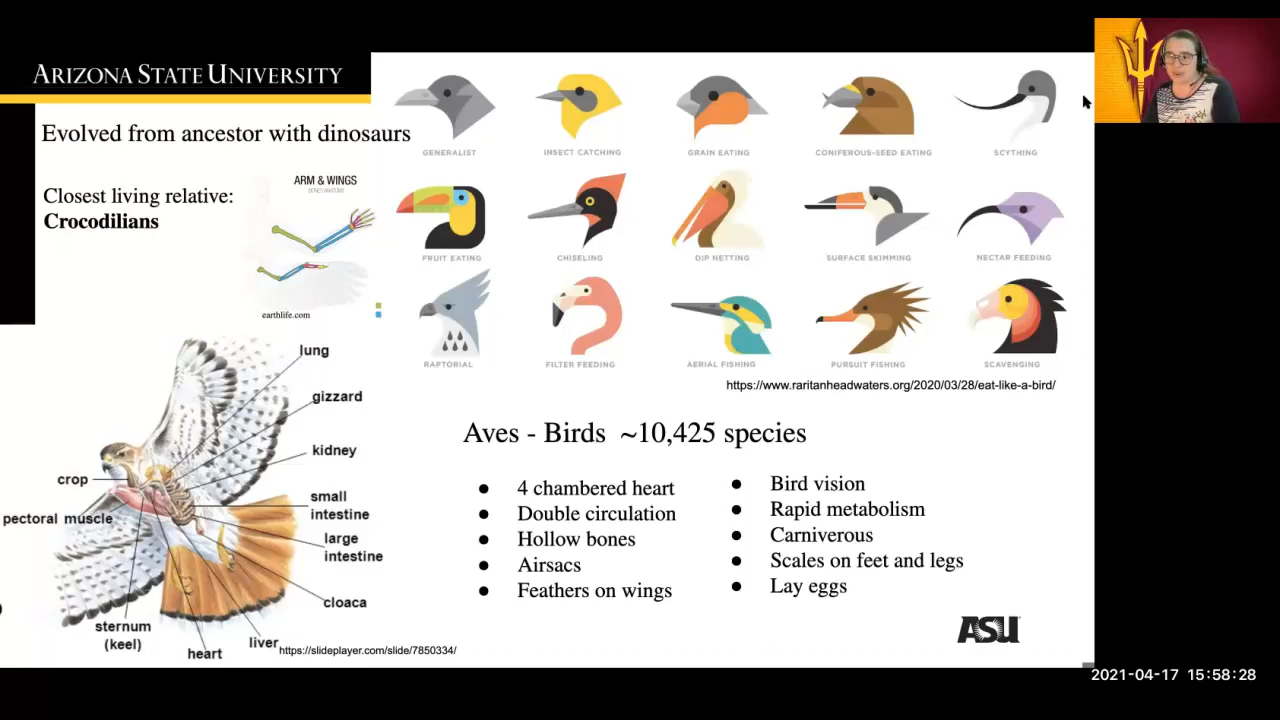 ARIZONA STATE UNIVERSITY
Evolved from ancestor with dinosaurs
Closest living relative:
Crocodilians
ARM & WINGS
earthlife.com
GENERALIST
INSECT CATCHING
GRAIN EATING
CONIFEROUS-SEED EATING
SCYTHING
FRUIT EATING
CHISELING
DIP NETTING
SURFACE SKIMMING
NECTAR FEEDING
RAPTORIAL
FILTER FEEDING
AERIAL FISHING
PURSUIT FISHING
SCAVENGING
https://www.raritanheadwaters.org/2020/03/28/eat-like-a-bird/
lung
gizzard
kidney
crop
small
intestine
pectoral muscle
large
intestine
cloaca
sternum
(keel)
heart
liver
https://slideplayer.com/slide/7850334/
Aves - Birds ~10,425 species
4 chambered heart
Double circulation
Hollow bones
Airsacs
Feathers on wings
Bird vision
Rapid metabolism
Carniverous
Scales on feet and legs
Lay eggs
ASU
2021-04-17 15:58:28